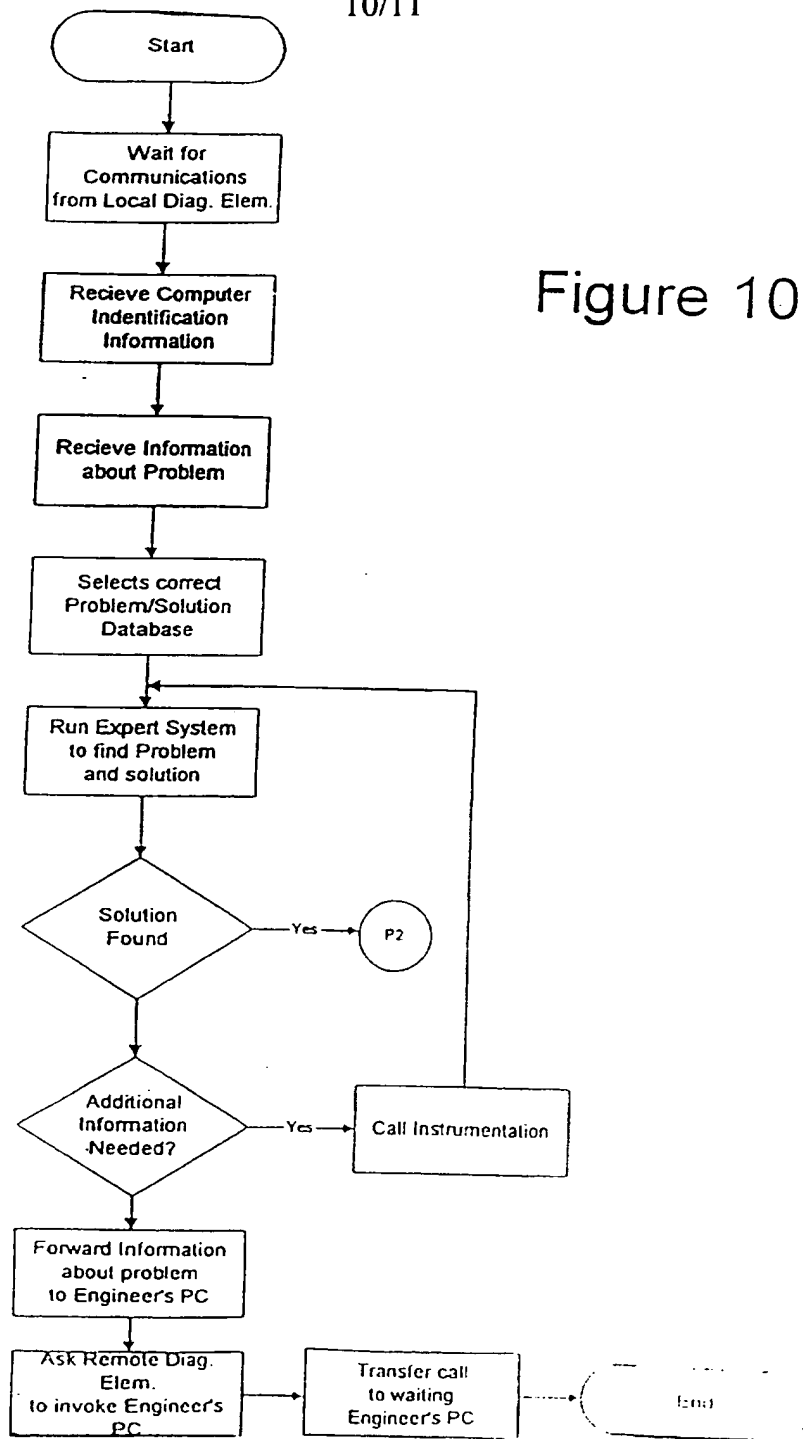 10/11
Start
Wait for
Communications
from Local Diag. Elem.
Recieve Computer
Indentification
Information
Figure 10
Recieve Information
about Problem
Selects correct
Problem/Solution
Database
Run Expert System
to find Problem
and solution
Solution
Found
Yes
P2
Additional
Information
Needed?
Yes
Call Instrumentation
Forward Information
about problem
to Engineer's PC
Ask Remote Diag.
Elem.
to invoke Engineer's
PC
Transfer call
to waiting
Engineer's PC
End